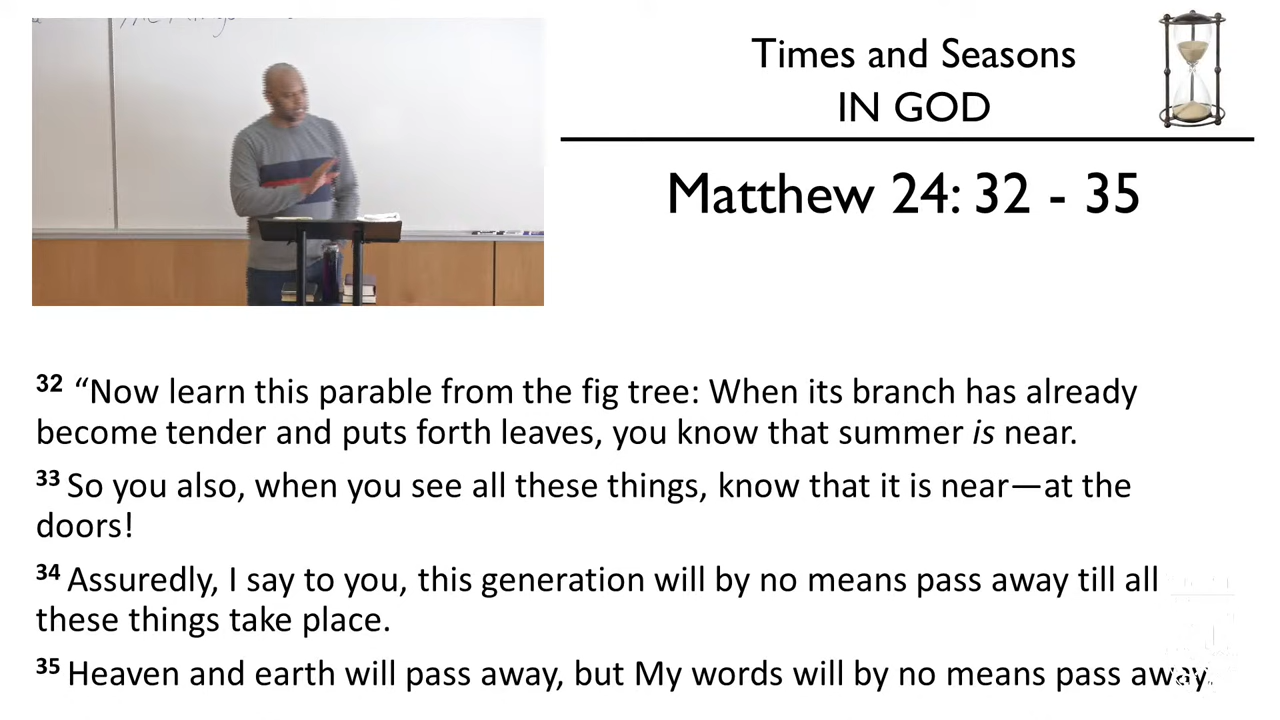 Times and Seasons
IN GOD
Matthew 24: 32 - 35
32 “Now learn this parable from the fig tree: When its branch has already
become tender and puts forth leaves, you know that summer is near.
33 So you also, when you see all these things, know that it is near—at the
doors!
34 Assuredly, I say to you, this generation will by no means pass away till all
these things take place.
35 Heaven and earth will pass away, but My words will by no means pass away.